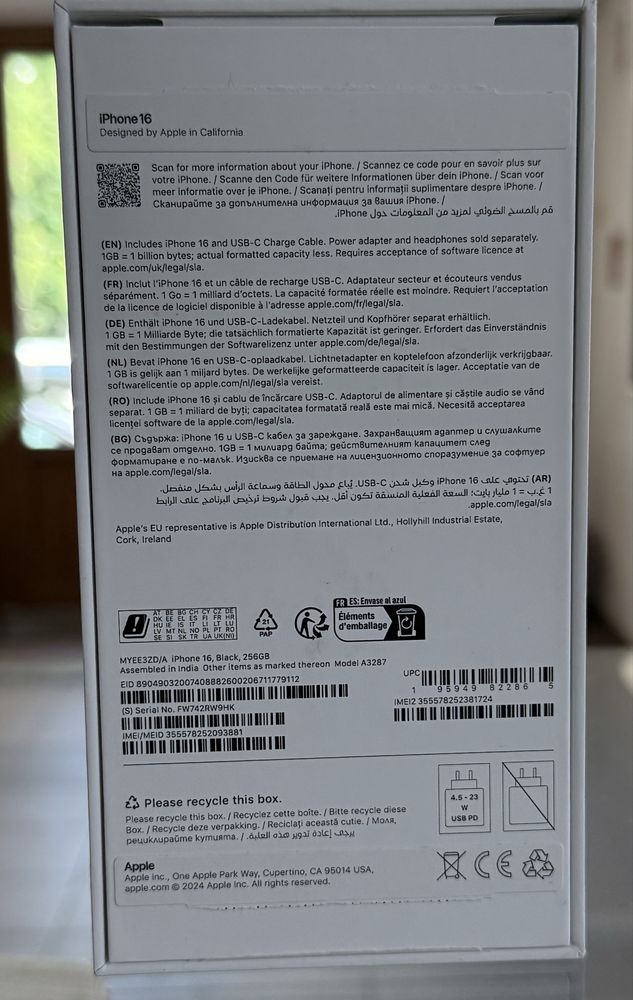 iPhone 16
Designed by Apple in California
Scan for more information about your iPhone. / Scannez ce code pour en savoir plus sur
votre iPhone. / Scanne den Code für weitere Informationen über dein iPhone. / Scan voor
meer informatie over je iPhone. / Scanați pentru informații suplimentare despre iPhone. /
Сканирайте за допълнителна информация за вашия iPhone. /
قم بالمسح الضوئي لمزيد من المعلومات حول iPhone.
(EN) Includes iPhone 16 and USB-C Charge Cable. Power adapter and headphones sold separately.
1GB = 1 billion bytes; actual formatted capacity less. Requires acceptance of software licence at
apple.com/uk/legal/sla.
(FR) Inclut l'iPhone 16 et un câble de recharge USB-C. Adaptateur secteur et écouteurs vendus
séparément. 1 Go = 1 milliard d'octets. La capacité formatée réelle est moindre. Requiert l'acceptation
de la licence de logiciel disponible à l'adresse apple.com/fr/legal/sla.
(DE) Enthält iPhone 16 und USB-C-Ladekabel. Netzteil und Kopfhörer separat erhältlich.
1 GB = 1 Milliarde Byte; die tatsächlich formatierte Kapazität ist geringer. Erfordert das Einverständnis
mit den Bestimmungen der Softwarelizenz unter apple.com/de/legal/sla.
(NL) Bevat iPhone 16 en USB-C-oplaadkabel. Lichtnetadapter en koptelefoon afzonderlijk verkrijgbaar.
1 GB is gelijk aan 1 miljard bytes. De werkelijke geformatteerde capaciteit is lager. Acceptatie van de
softwarelicentie op apple.com/nl/legal/sla vereist.
(RO) Include iPhone 16 și cablu de încărcare USB-C. Adaptorul de alimentare și căștile audio se vând
separat. 1 GB = 1 miliard de byți; capacitatea formatată reală este mai mică. Necesită acceptarea
licenței software de la apple.com/legal/sla.
(BG) Съдържа: iPhone 16 и USB-C кабел за зареждане. Захранващият адаптер и слушалките
се продават отделно. 1GB = 1 милиард байта; действителният капацитет след
форматиране е по-малък. Изисква се приемане на лицензионното споразумение за софтуер
на apple.com/legal/sla.
(AR) تحتوي على iPhone 16 وكبل شحن USB-C. يُباع محول الطاقة وسماعة الرأس بشكل منفصل.
1 غ.ب = 1 مليار بايت؛ السعة الفعلية المنسقة تكون أقل. يجب قبول شروط ترخيص البرنامج على الرابط
apple.com/legal/sla.
Apple's EU representative is Apple Distribution International Ltd., Hollyhill Industrial Estate,
Cork, Ireland
AT BE BG CH CY CZ DE
DK EE EL ES FI FR HR
HU IE IS IT LI LT LU
LV MT NL NO PL PT RO
SE SI SK TR UA UK(NI)
21
PAP
FR ES: Envase al azul
Éléments
d'emballage
MYEE3ZD/A iPhone 16, Black, 256GB
Assembled in India Other items as marked thereon Model A3287
EID 89049032007408882600206711779112
UPC
1 95949 82286 5
(S) Serial No. FW742RW9HK
IMEI2 355578252381724
IMEI/MEID 355578252093881
Please recycle this box.
Please recycle this box. / Recyclez cette boîte. / Bitte recycle diese
Box. / Recycle deze verpakking. / Reciclați această cutie. / Моля,
рециклирайте кутията. / يرجى إعادة تدوير هذه العلبة.
4.5 - 23
W
USB PD
Apple
Apple Inc., One Apple Park Way, Cupertino, CA 95014 USA,
apple.com © 2024 Apple Inc. All rights reserved.
CE